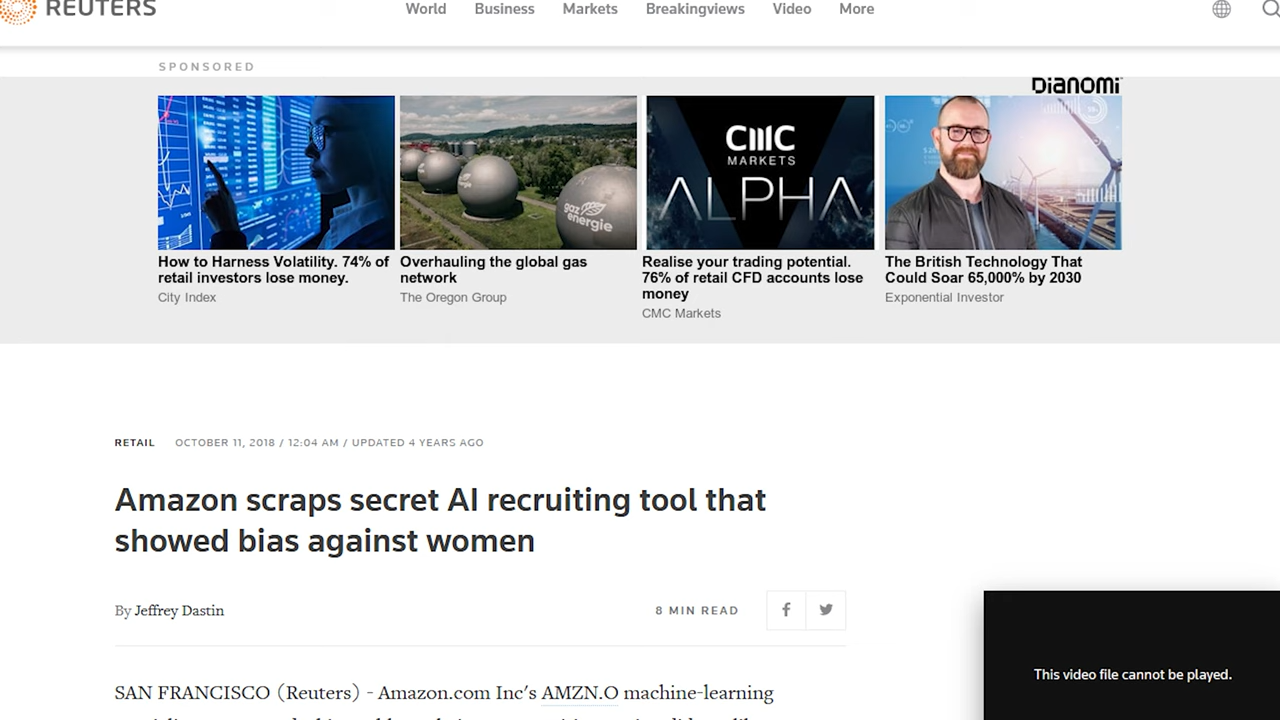 REUTERS
World Business Markets Breakingviews Video More
SPONSORED
DIANOMI
gaz
energie
CMC
MARKETS
ALPHA
How to Harness Volatility. 74% of
retail investors lose money.
City Index
Overhauling the global gas
network
The Oregon Group
Realise your trading potential.
76% of retail CFD accounts lose
money
CMC Markets
The British Technology That
Could Soar 65,000% by 2030
Exponential Investor
RETAIL OCTOBER 11, 2018 / 12:04 AM / UPDATED 4 YEARS AGO
Amazon scraps secret AI recruiting tool that
showed bias against women
By Jeffrey Dastin
8 MIN READ
SAN FRANCISCO (Reuters) - Amazon.com Inc's AMZN.O machine-learning
This video file cannot be played.